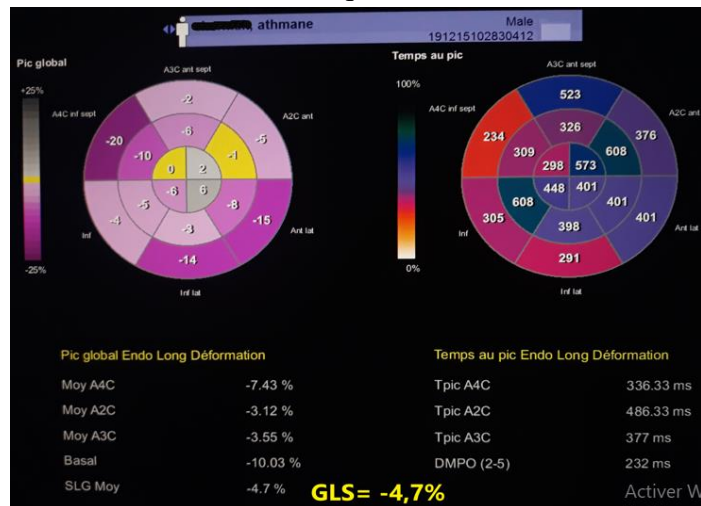 athmane
Male
191215102830412
Pic global
Temps au pic
A3C ant sept
A3C ant sept
+25%
100%
A4C inf sept
A2C ant
A4C inf sept
A2C ant
-2
-20
-6
-5
-10
-1
0
2
-5
-6
6
-8
-4
-3
-15
-14
523
234
326
376
309
608
298
573
608
448
401
401
305
398
401
291
Inf
Ant lat
Inf
Ant lat
-25%
0%
Inf lat
Inf lat
Pic global Endo Long Déformation
Moy A4C -7.43 %
Moy A2C -3.12 %
Moy A3C -3.55 %
Basal -10.03 %
SLG Moy -4.7 %
GLS= -4,7%
Temps au pic Endo Long Déformation
Tpic A4C 336.33 ms
Tpic A2C 486.33 ms
Tpic A3C 377 ms
DMPO (2-5) 232 ms
Activer W